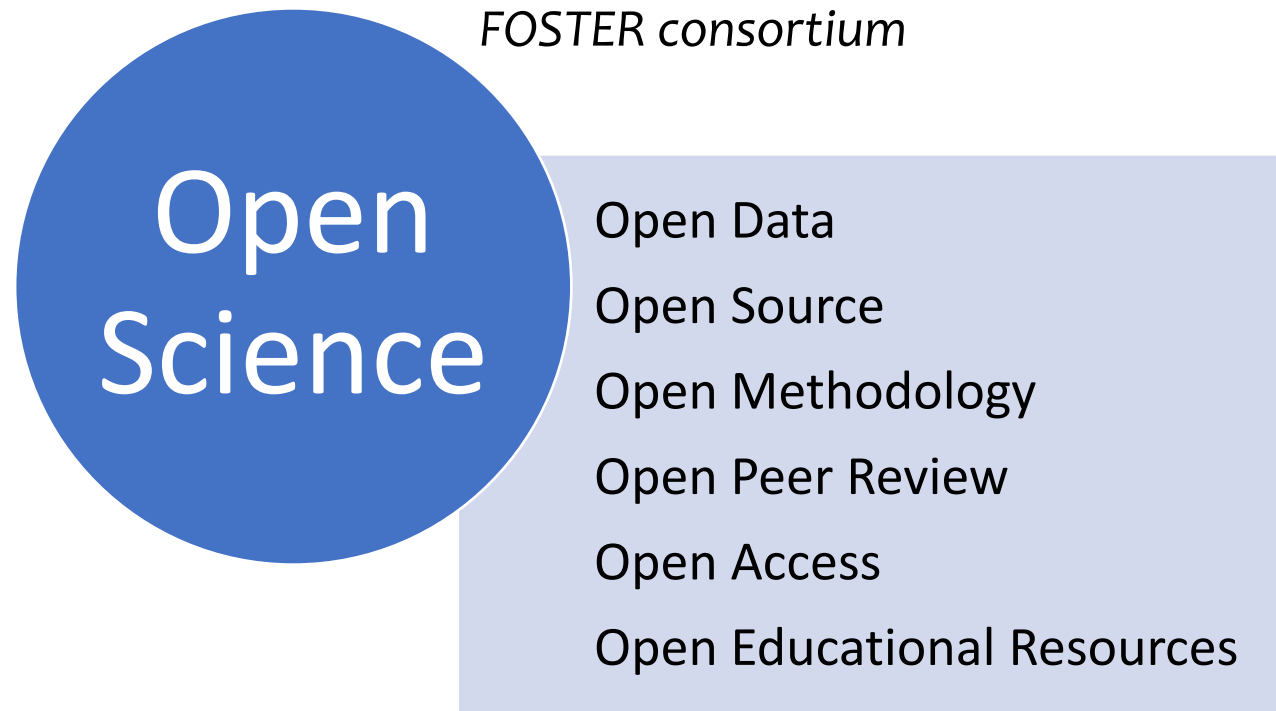 FOSTER consortium
Open
Science
Open Data
Open Source
Open Methodology
Open Peer Review
Open Access
Open Educational Resources